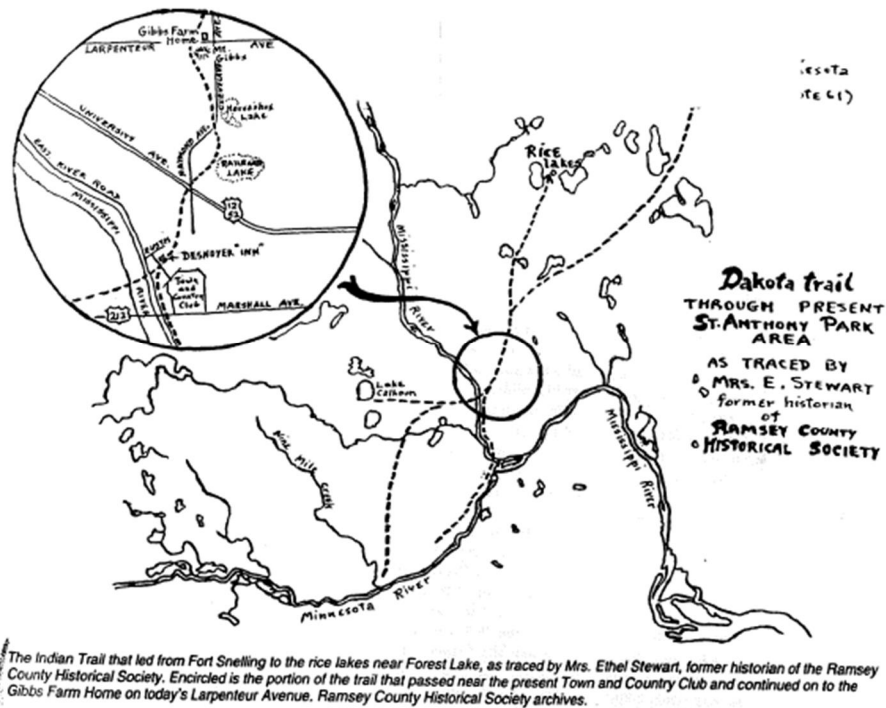 Gibbs Farm
Home
LARPENTEUR AVE
AVE.
Gibbs
CLEVELAND
Lake
UNIVERSITY AVE.
RAYMOND AVE.
RAILROAD
LAKE
EAST RIVER ROAD
MISSISSIPPI
RIVER
12
52
DESNOYER "INN"
Town
and
Country
Club
212
MARSHALL AVE.
esota
TE 61)
Rice
Lakes
Mississippi
River
Lake
Calhoun
Nine Mile
Creek
Minnesota River
Mississippi River
Dakota trail
THROUGH PRESENT
ST. ANTHONY PARK
AREA
AS TRACED BY
MRS. E. STEWART
former historian
of
RAMSEY COUNTY
HISTORICAL SOCIETY
The Indian Trail that led from Fort Snelling to the rice lakes near Forest Lake, as traced by Mrs. Ethel Stewart, former historian of the Ramsey
County Historical Society. Encircled is the portion of the trail that passed near the present Town and Country Club and continued on to the
Gibbs Farm Home on today's Larpenteur Avenue. Ramsey County Historical Society archives.